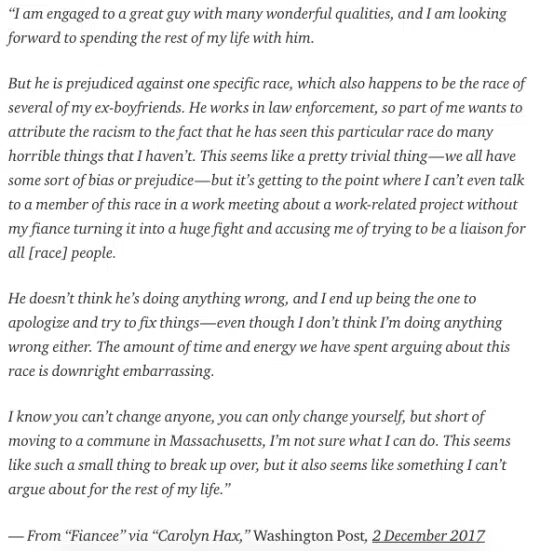 “I am engaged to a great guy with many wonderful qualities, and I am looking
forward to spending the rest of my life with him.
But he is prejudiced against one specific race, which also happens to be the race of
several of my ex-boyfriends. He works in law enforcement, so part of me wants to
attribute the racism to the fact that he has seen this particular race do many
horrible things that I haven’t. This seems like a pretty trivial thing—we all have
some sort of bias or prejudice—but it’s getting to the point where I can’t even talk
to a member of this race in a work meeting about a work-related project without
my fiance turning it into a huge fight and accusing me of trying to be a liaison for
all [race] people.
He doesn’t think he’s doing anything wrong, and I end up being the one to
apologize and try to fix things—even though I don’t think I’m doing anything
wrong either. The amount of time and energy we have spent arguing about this
race is downright embarrassing.
I know you can’t change anyone, you can only change yourself, but short of
moving to a commune in Massachusetts, I’m not sure what I can do. This seems
like such a small thing to break up over, but it also seems like something I can’t
argue about for the rest of my life.”
— From “Fiancee” via “Carolyn Hax,” Washington Post, 2 December 2017